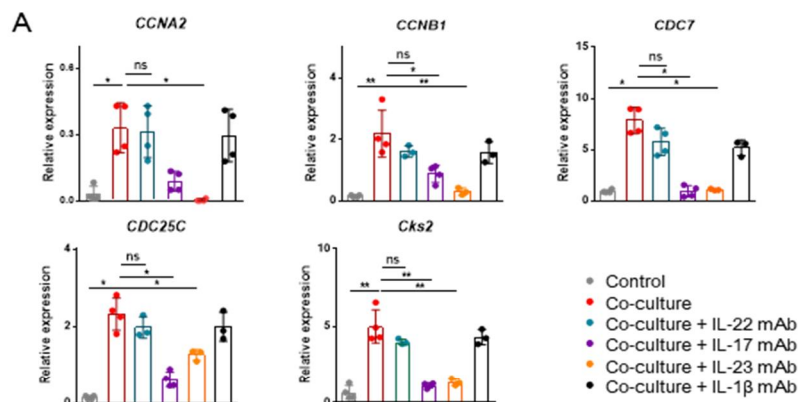 A
CCNA2
Relative expression
0.6
0.3
0.0
*
ns
*
CCNB1
Relative expression
4
2
0
**
ns
*
**
CDC7
Relative expression
15
10
5
0
*
ns
*
*
CDC25C
Relative expression
4
2
0
*
ns
*
*
Cks2
Relative expression
10
5
0
**
ns
**
**
Control
Co-culture
Co-culture + IL-22 mAb
Co-culture + IL-17 mAb
Co-culture + IL-23 mAb
Co-culture + IL-1β mAb